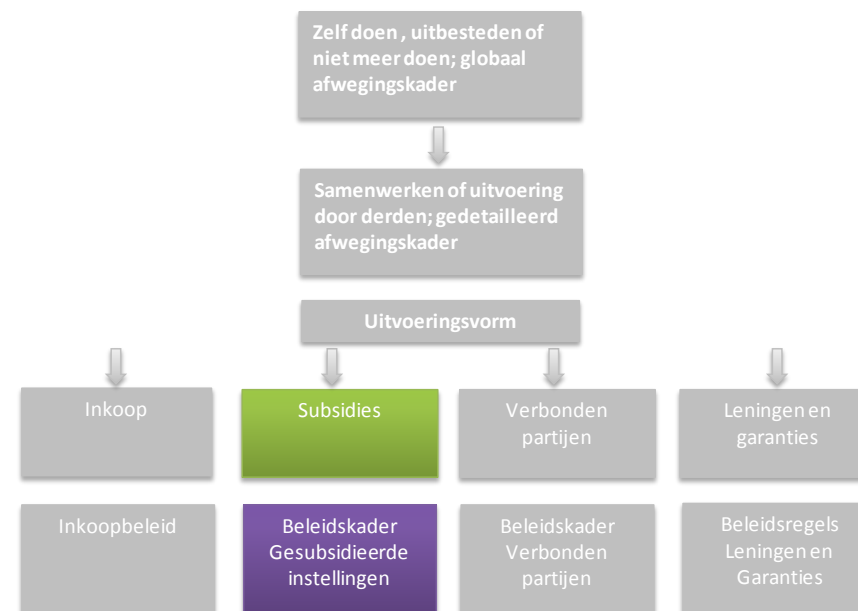 Zelf doen , uitbesteden of
niet meer doen; globaal
afwegingskader
Samenwerken of uitvoering
door derden; gedetailleerd
afwegingskader
Uitvoeringsvorm
Inkoop
Subsidies
Verbonden
partijen
Leningen en
garanties
Inkoopbeleid
Beleidskader
Gesubsidieerde
instellingen
Beleidskader
Verbonden
partijen
Beleidsregels
Leningen en
Garanties